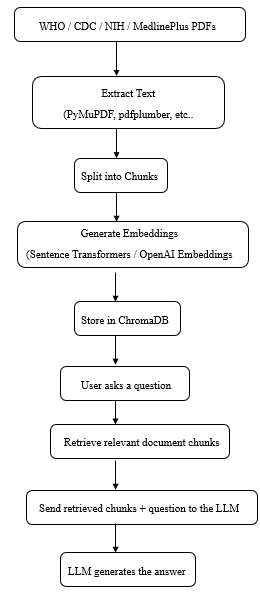 WHO / CDC / NIH / MedlinePlus PDFs
Extract Text
(PyMuPDF, pdfplumber, etc..
Split into Chunks
Generate Embeddings
(Sentence Transformers / OpenAI Embeddings
Store in ChromaDB
User asks a question
Retrieve relevant document chunks
Send retrieved chunks + question to the LLM
LLM generates the answer